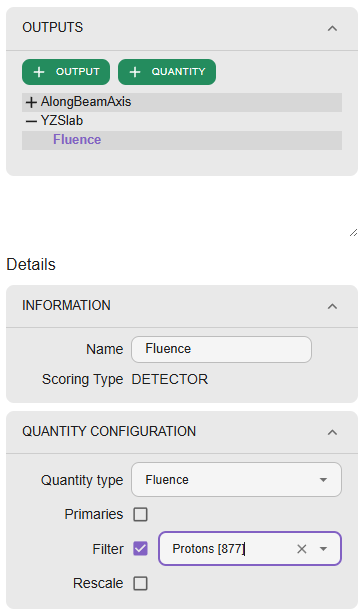 OUTPUTS
+ OUTPUT + QUANTITY
+ AlongBeamAxis
− YZSlab
Fluence
Details
INFORMATION
Name Fluence
Scoring Type DETECTOR
QUANTITY CONFIGURATION
Quantity type Fluence
Primaries
Filter Protons [877]
Rescale